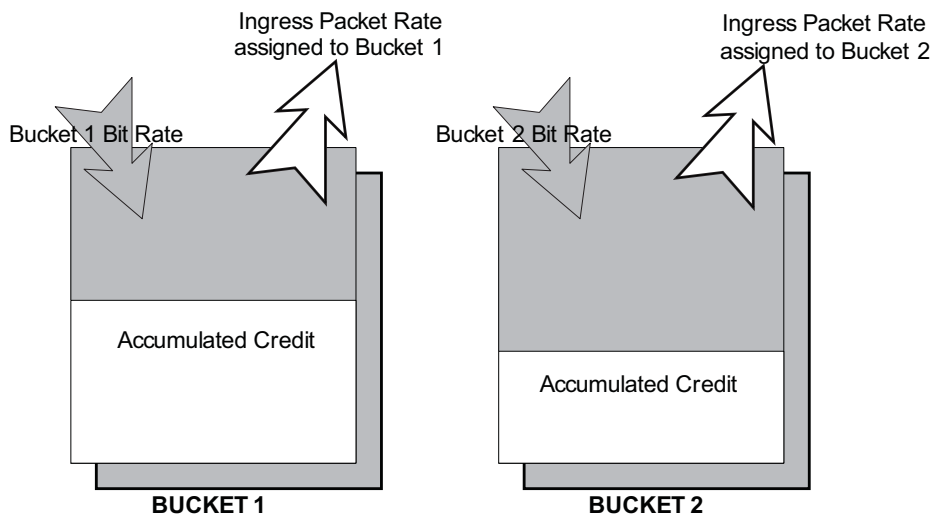 Ingress Packet Rate
assigned to Bucket 1
Ingress Packet Rate
assigned to Bucket 2
Bucket 1 Bit Rate
Bucket 2 Bit Rate
Accumulated Credit
Accumulated Credit
BUCKET 1
BUCKET 2